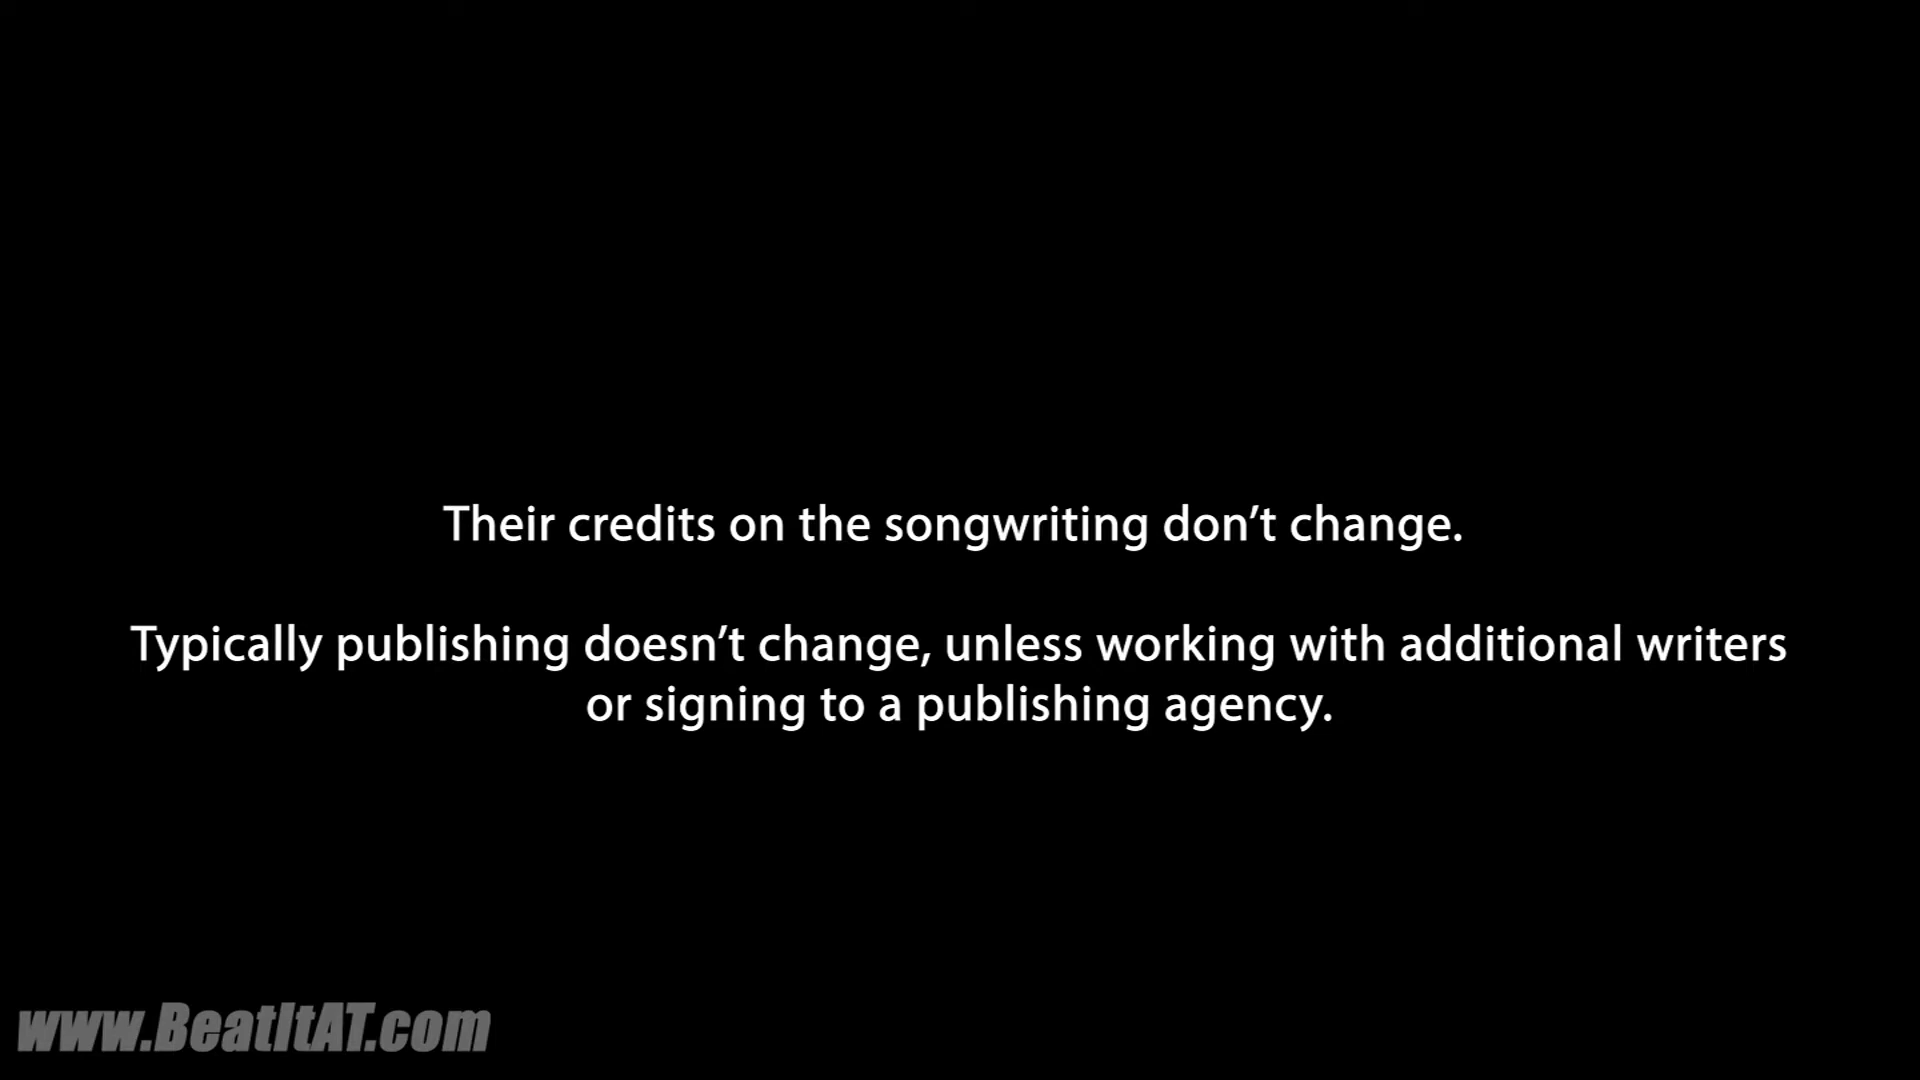 Their credits on the songwriting don’t change.
Typically publishing doesn’t change, unless working with additional writers
or signing to a publishing agency.
www.BeatItAT.com